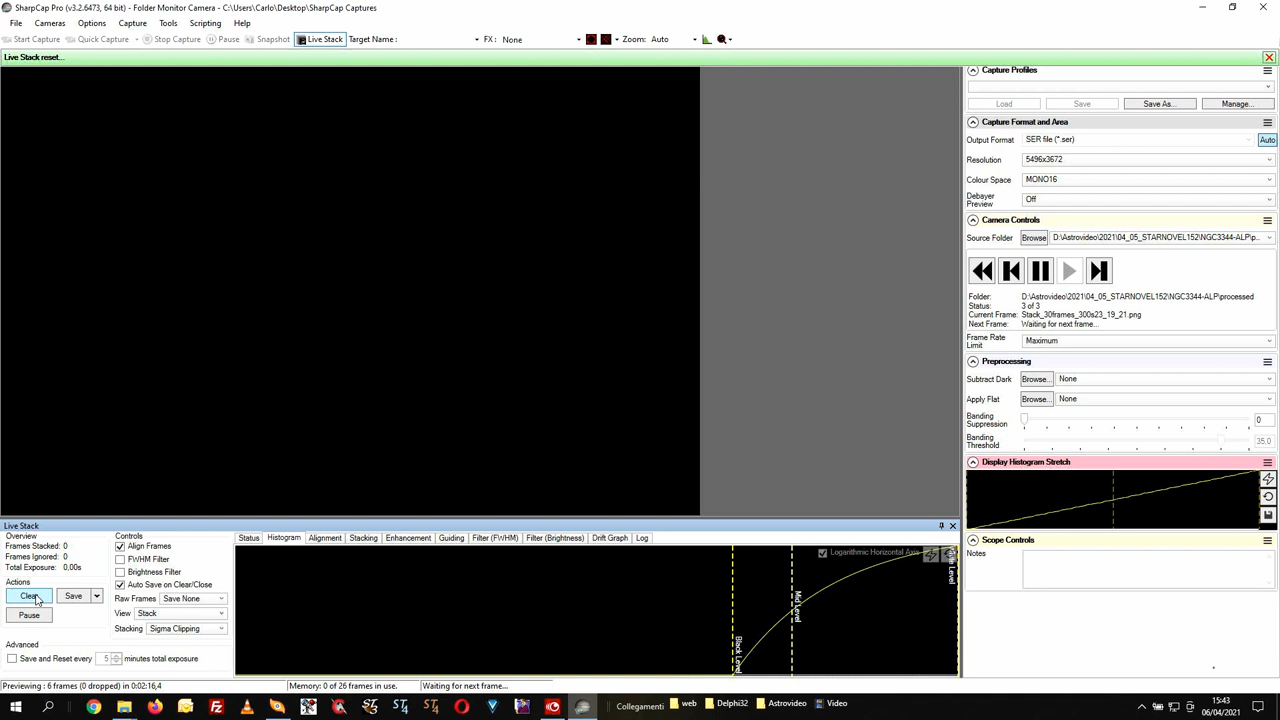 SharpCap Pro (v3.2.6473, 64 bit) - Folder Monitor Camera - C:\Users\Carlo\Desktop\SharpCap Captures
File Cameras Options Capture Tools Scripting Help
Start Capture Quick Capture Stop Capture Pause Snapshot Live Stack Target Name : FX : None Zoom: Auto
Live Stack reset...
Capture Profiles
Load Save Save As... Manage...
Capture Format and Area
Output Format SER file (*.ser) Auto
Resolution 5496x3672
Colour Space MONO16
Debayer Preview Off
Camera Controls
Source Folder Browse D:\Astrovideo\2021\04_05_STARNOVEL152\NGC3344-ALP\p...
Folder: D:\Astrovideo\2021\04_05_STARNOVEL152\NGC3344-ALP\processed
Status: 3 of 3
Current Frame: Stack_30frames_300s23_19_21.png
Next Frame: Waiting for next frame...
Frame Rate Limit Maximum
Preprocessing
Subtract Dark Browse... None
Apply Flat Browse... None
Banding Suppression 0
Banding Threshold 35,0
Display Histogram Stretch
Scope Controls
Notes
Live Stack
Overview
Frames Stacked: 0
Frames Ignored: 0
Total Exposure: 0,00s
Actions
Clear Save
Pause
Advanced
Save and Reset every 5 minutes total exposure
Controls
Align Frames
FWHM Filter
Brightness Filter
Auto Save on Clear/Close
Raw Frames Save None
View Stack
Stacking Sigma Clipping
Status Histogram Alignment Stacking Enhancement Guiding Filter (FWHM) Filter (Brightness) Drift Graph Log
Logarithmic Horizontal Axis
Black Level
Mid Level
Level
Previewing : 6 frames (0 dropped) in 0:02:16,4 Memory: 0 of 26 frames in use. Waiting for next frame...
Collegamenti web Delphi32 Astrovideo Video
15:43
06/04/2021